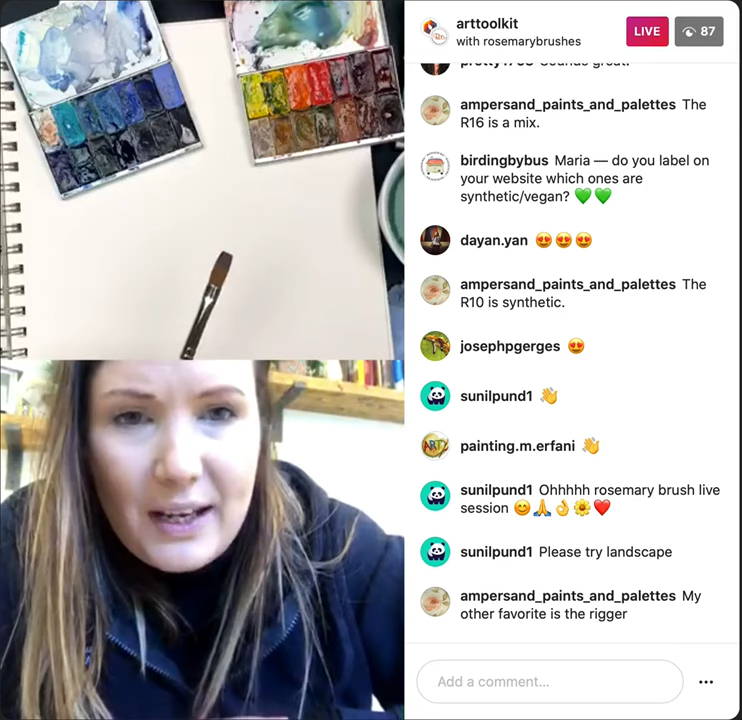 arttoolkit
with rosemarybrushes
LIVE
87
Sounds great!
ampersand_paints_and_palettes The
R16 is a mix.
birdingbybus Maria — do you label on
your website which ones are
synthetic/vegan? 💚💚
dayan.yan 😍😍😍
ampersand_paints_and_palettes The
R10 is synthetic.
josephpgerges 😍
sunilpund1 👋
painting.m.erfani 👋
sunilpund1 Ohhhhh rosemary brush live
session 😊🙏👌🌼❤️
sunilpund1 Please try landscape
ampersand_paints_and_palettes My
other favorite is the rigger
Add a comment...